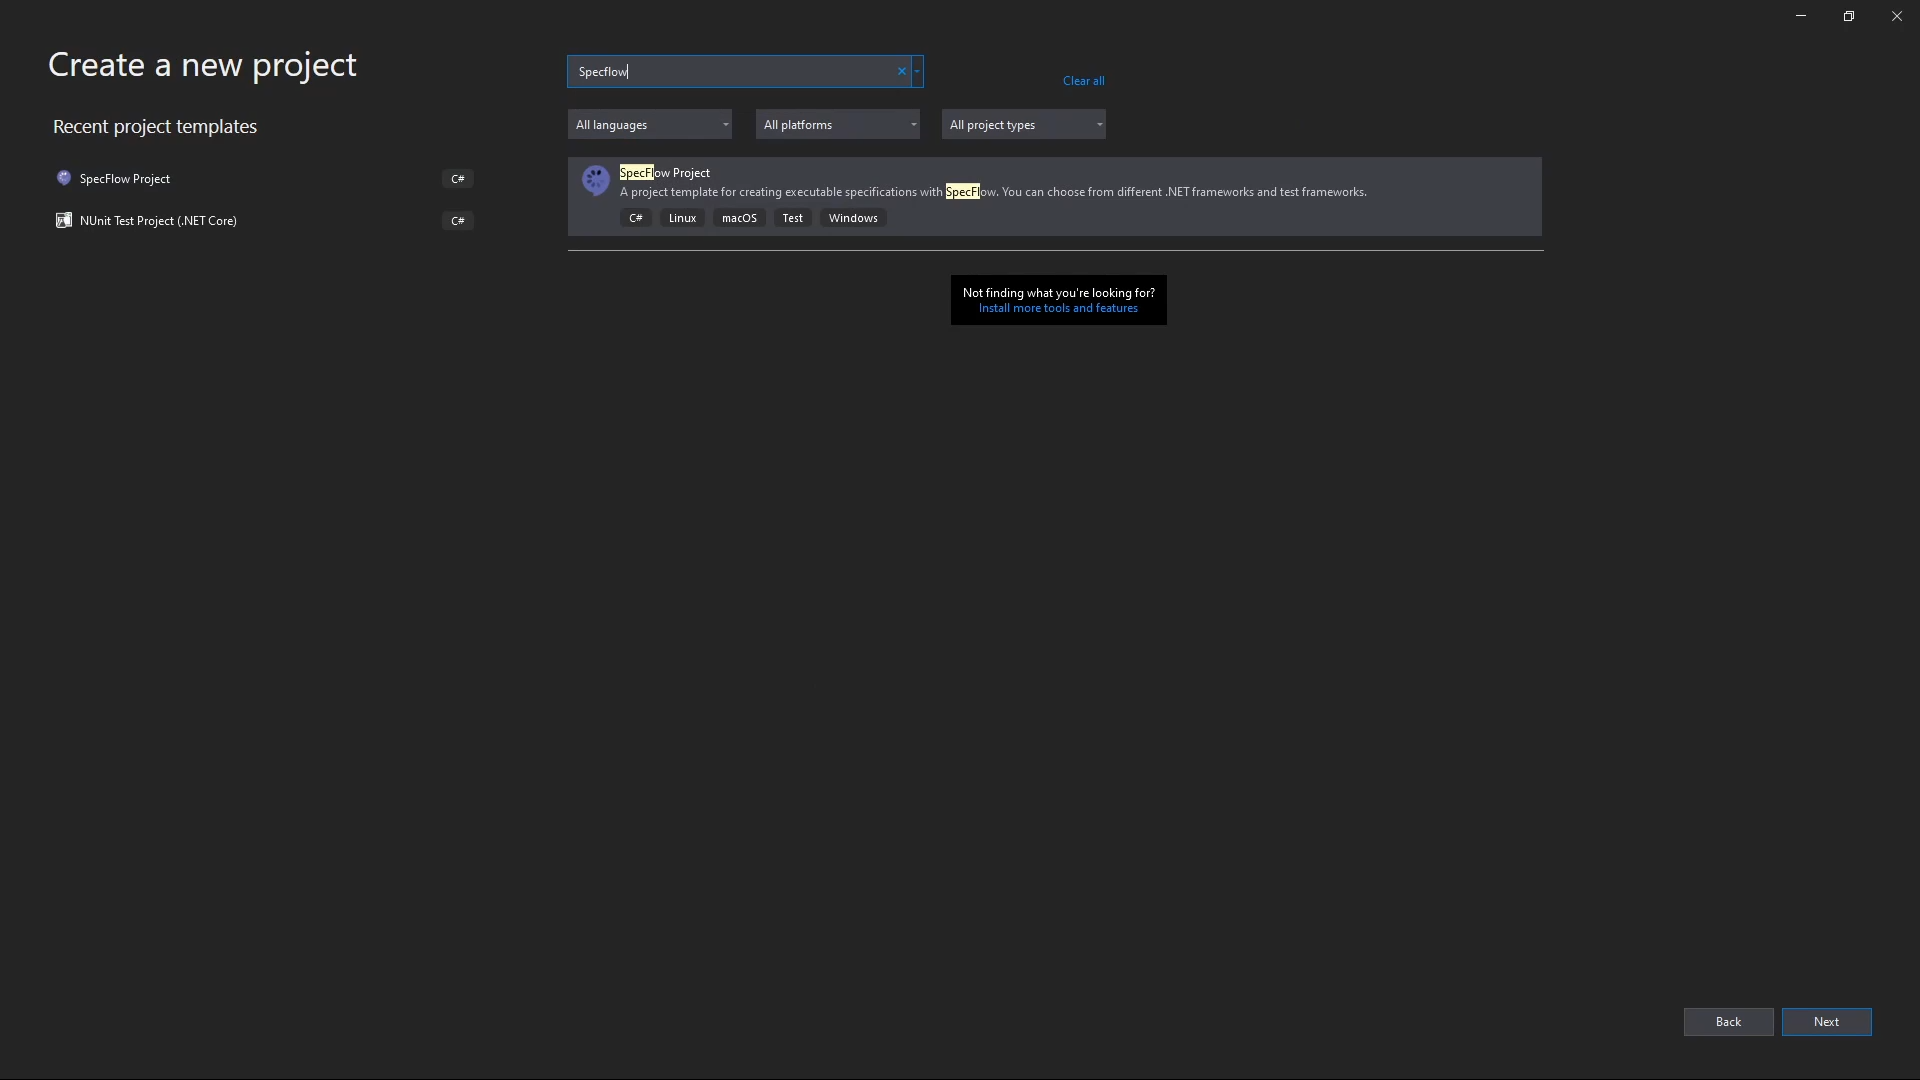 Create a new project
Recent project templates
SpecFlow Project C#
NUnit Test Project (.NET Core) C#
Specflow
Clear all
All languages All platforms All project types
SpecFlow Project
A project template for creating executable specifications with SpecFlow. You can choose from different .NET frameworks and test frameworks.
C# Linux macOS Test Windows
Not finding what you're looking for?
Install more tools and features
Back Next